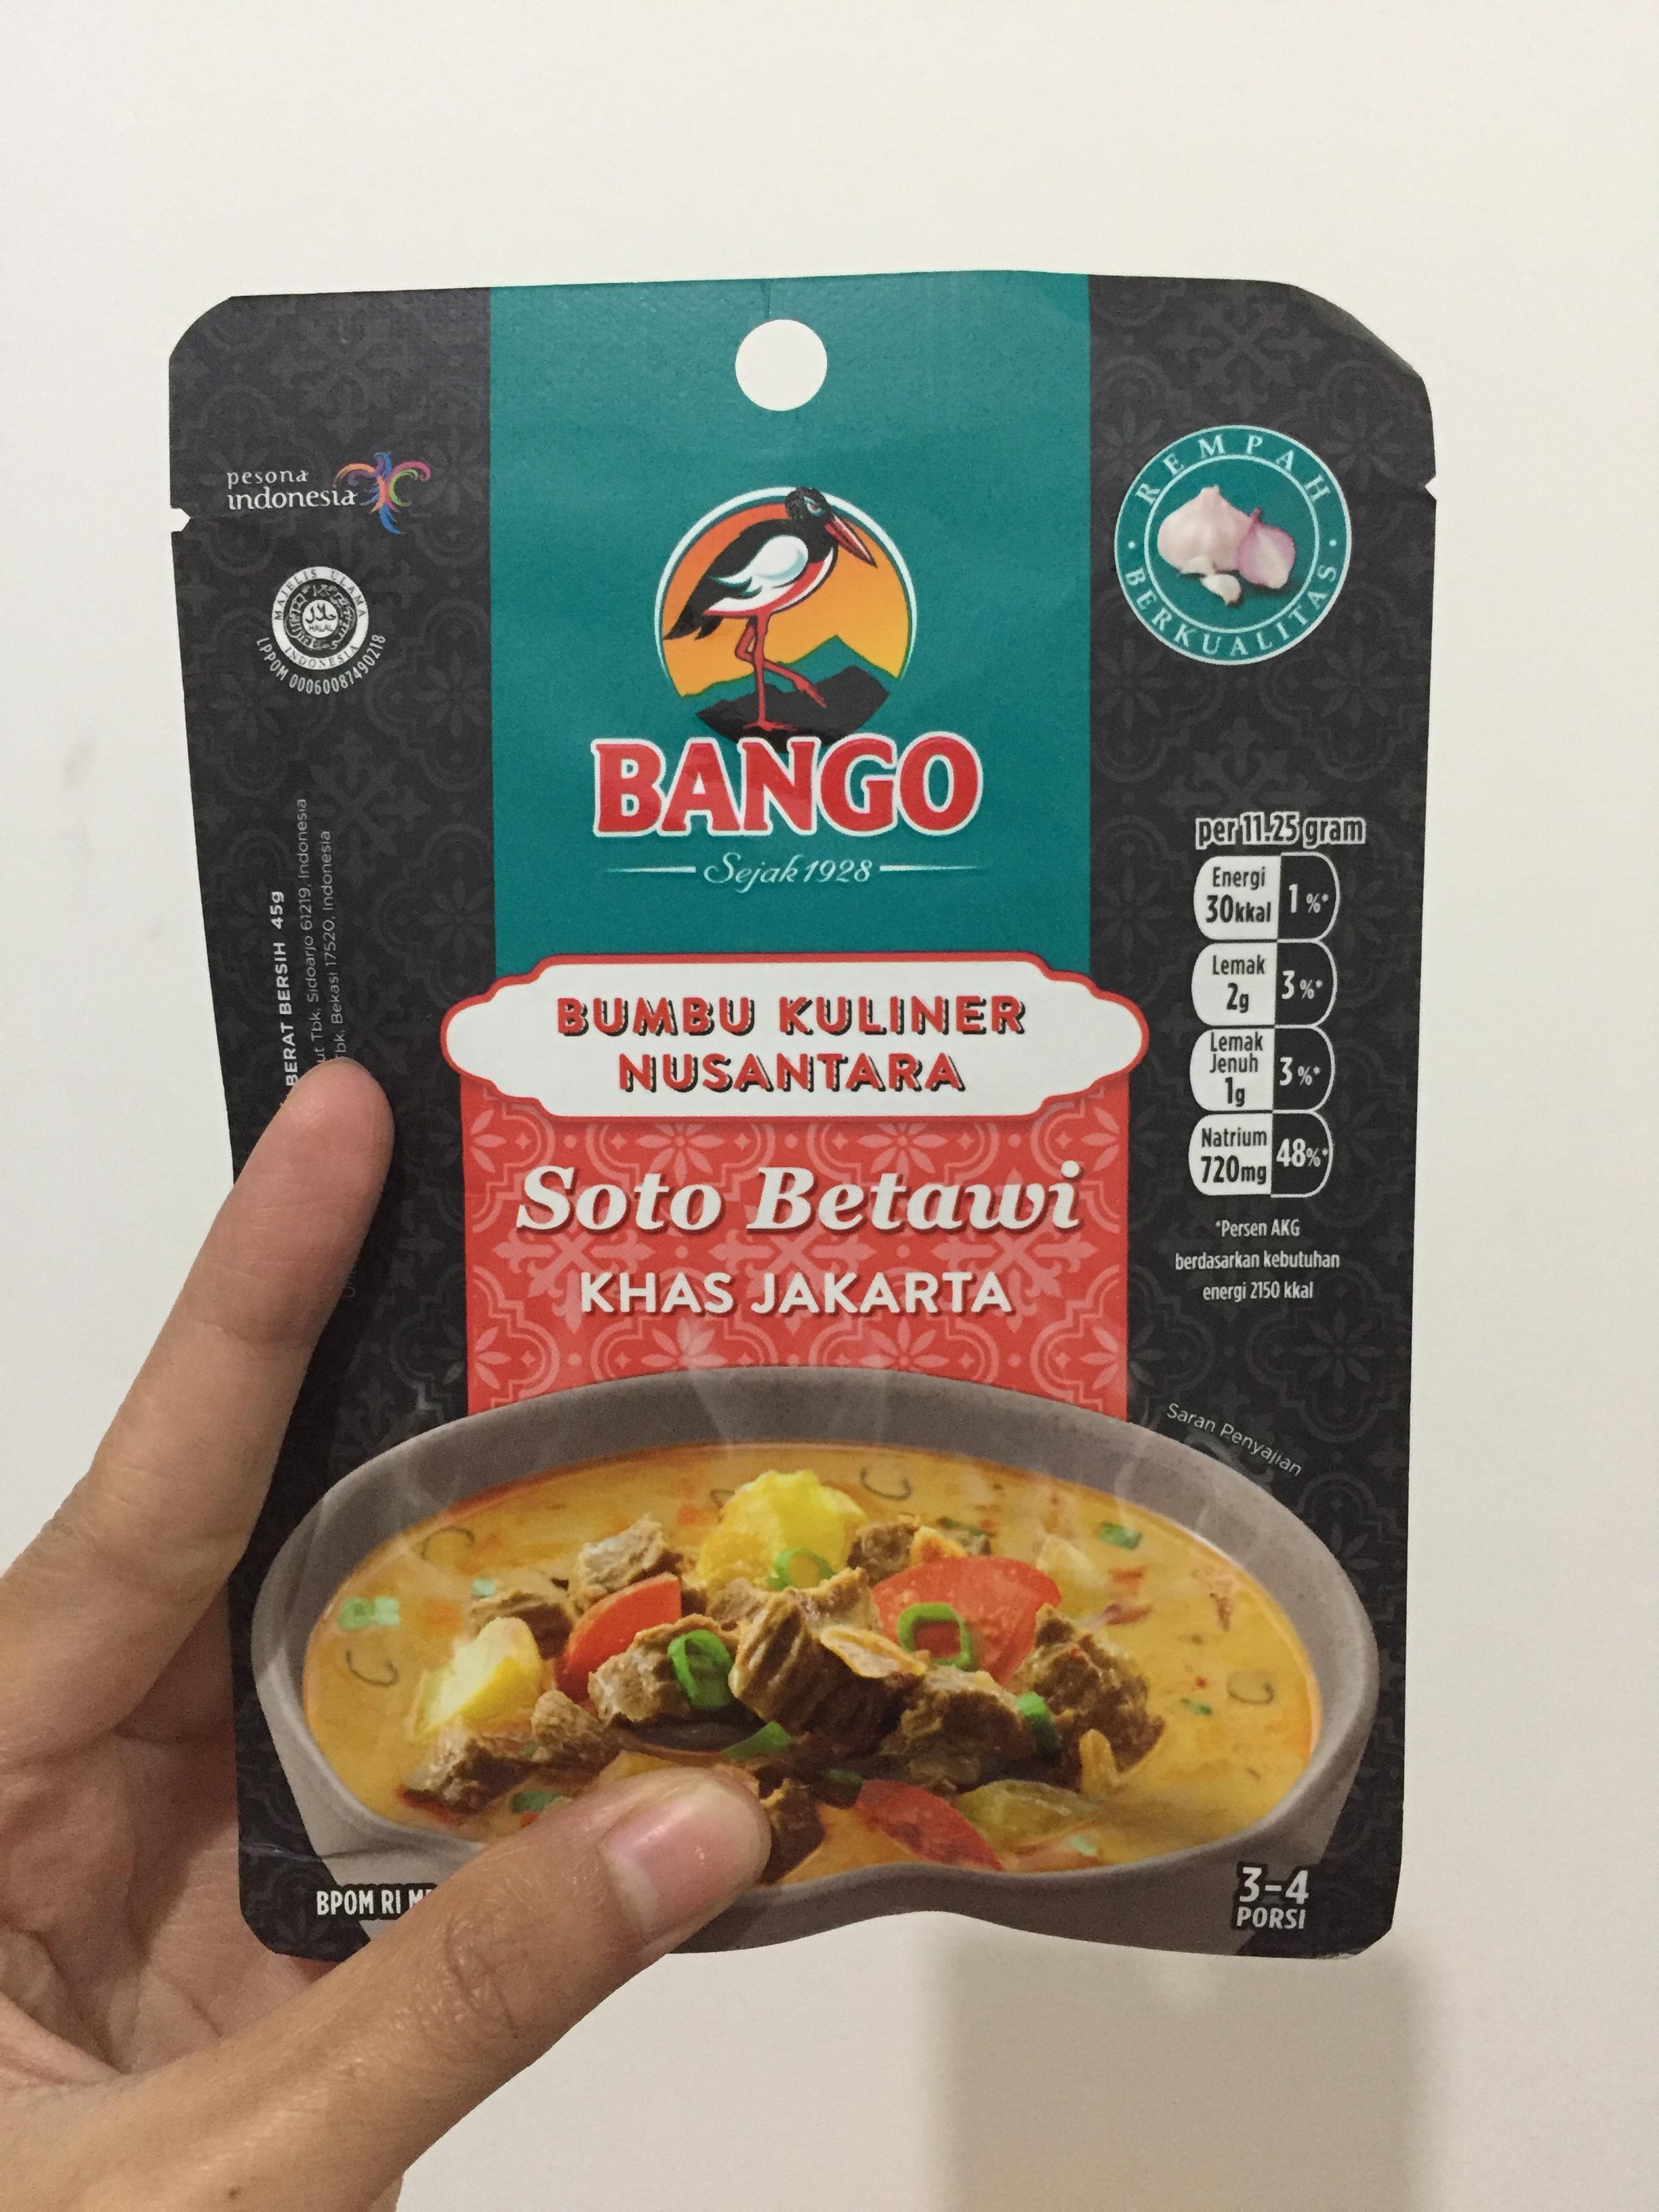 pesona
indonesia
MAJELIS ULAMA
حلال
HALAL
INDONESIA
LPPOM 00060087490218
REMPAH
BERKUALITAS
BANGO
Sejak 1928
BERAT BERSIH 45g
Tbk, Sidoarjo 61219, Indonesia
Tbk, Bekasi 17520, Indonesia
BUMBU KULINER
NUSANTARA
Soto Betawi
KHAS JAKARTA
per 11.25 gram
Energi
30kkal 1%*
Lemak
2g 3%*
Lemak
Jenuh
1g 3%*
Natrium
720mg 48%*
*Persen AKG
berdasarkan kebutuhan
energi 2150 kkal
Saran Penyajian
BPOM RI
3-4
PORSI